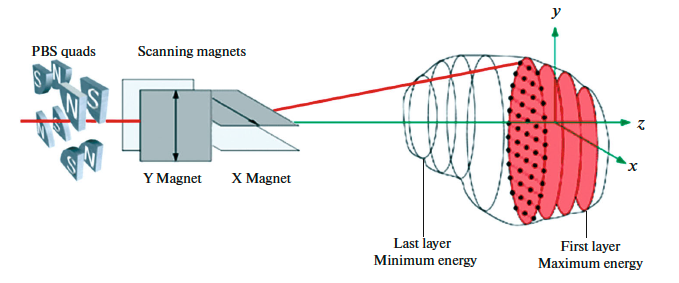 y
PBS quads
Scanning magnets
S
N
N
S
N
S
N
z
x
Y Magnet
X Magnet
Last layer
Minimum energy
First layer
Maximum energy